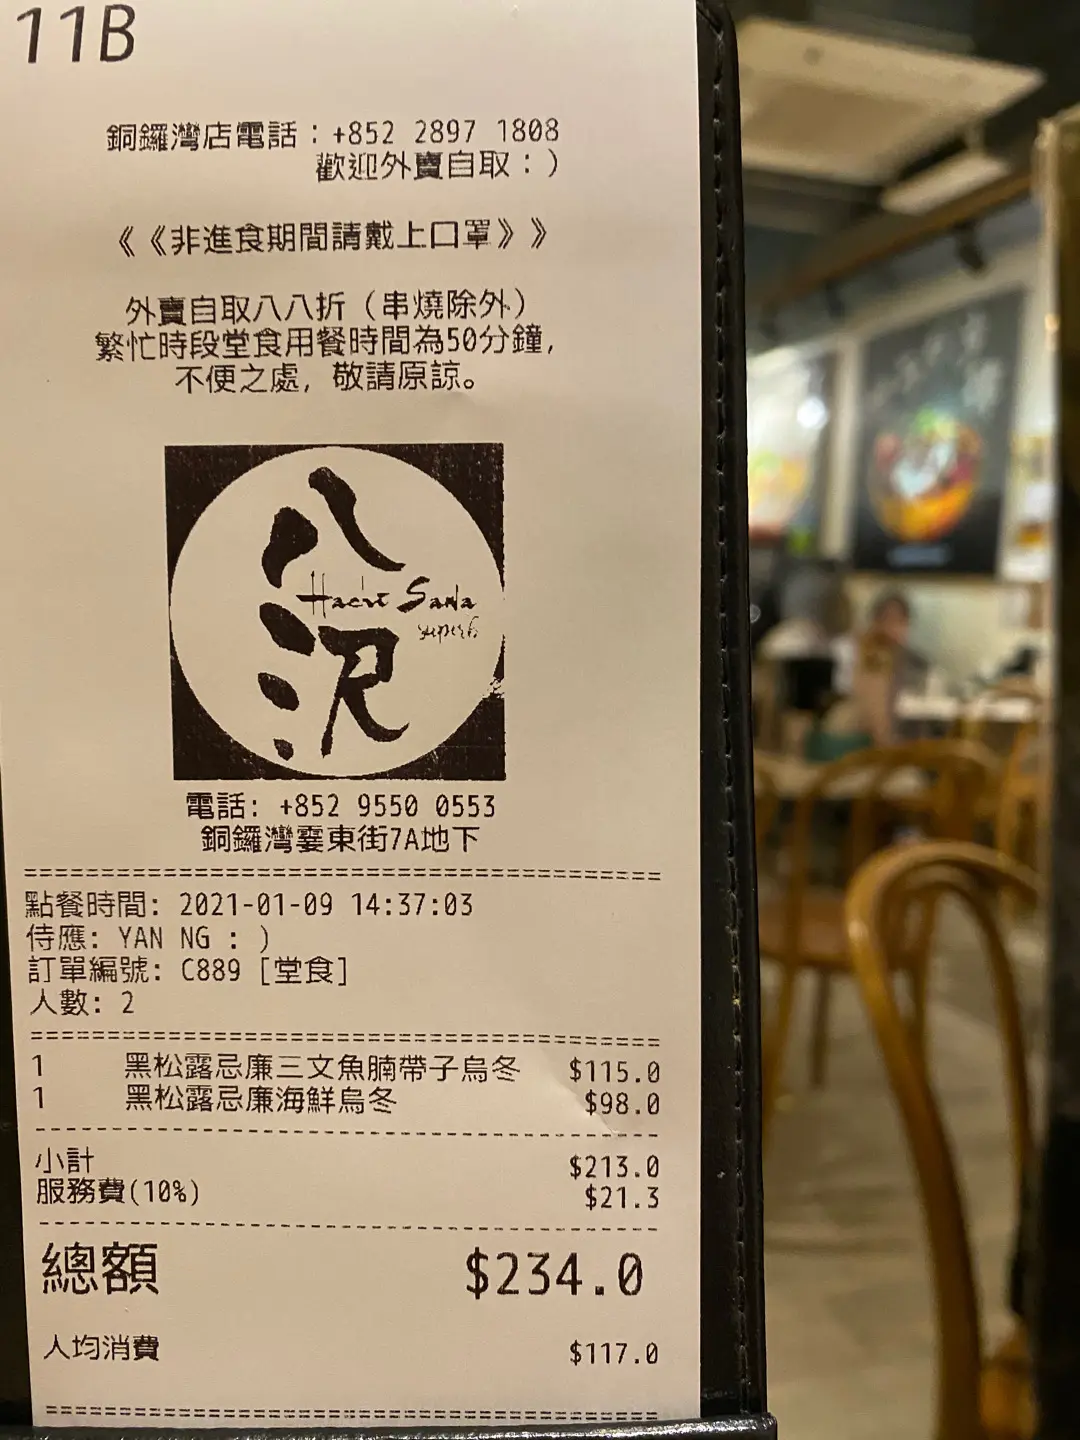 11B
銅鑼灣店電話：+852 2897 1808
歡迎外賣自取：)
《《非進食期間請戴上口罩》》
外賣自取八八折（串燒除外）
繁忙時段堂食用餐時間為50分鐘，
不便之處，敬請原諒。
八
Hachi Sawa
superb
沢
電話: +852 9550 0553
銅鑼灣霎東街7A地下
點餐時間: 2021-01-09 14:37:03
侍應: YAN NG : )
訂單編號: C889 [堂食]
人數: 2
1 黑松露忌廉三文魚腩帶子烏冬 $115.0
1 黑松露忌廉海鮮烏冬 $98.0
小計 $213.0
服務費(10%) $21.3
總額 $234.0
人均消費 $117.0